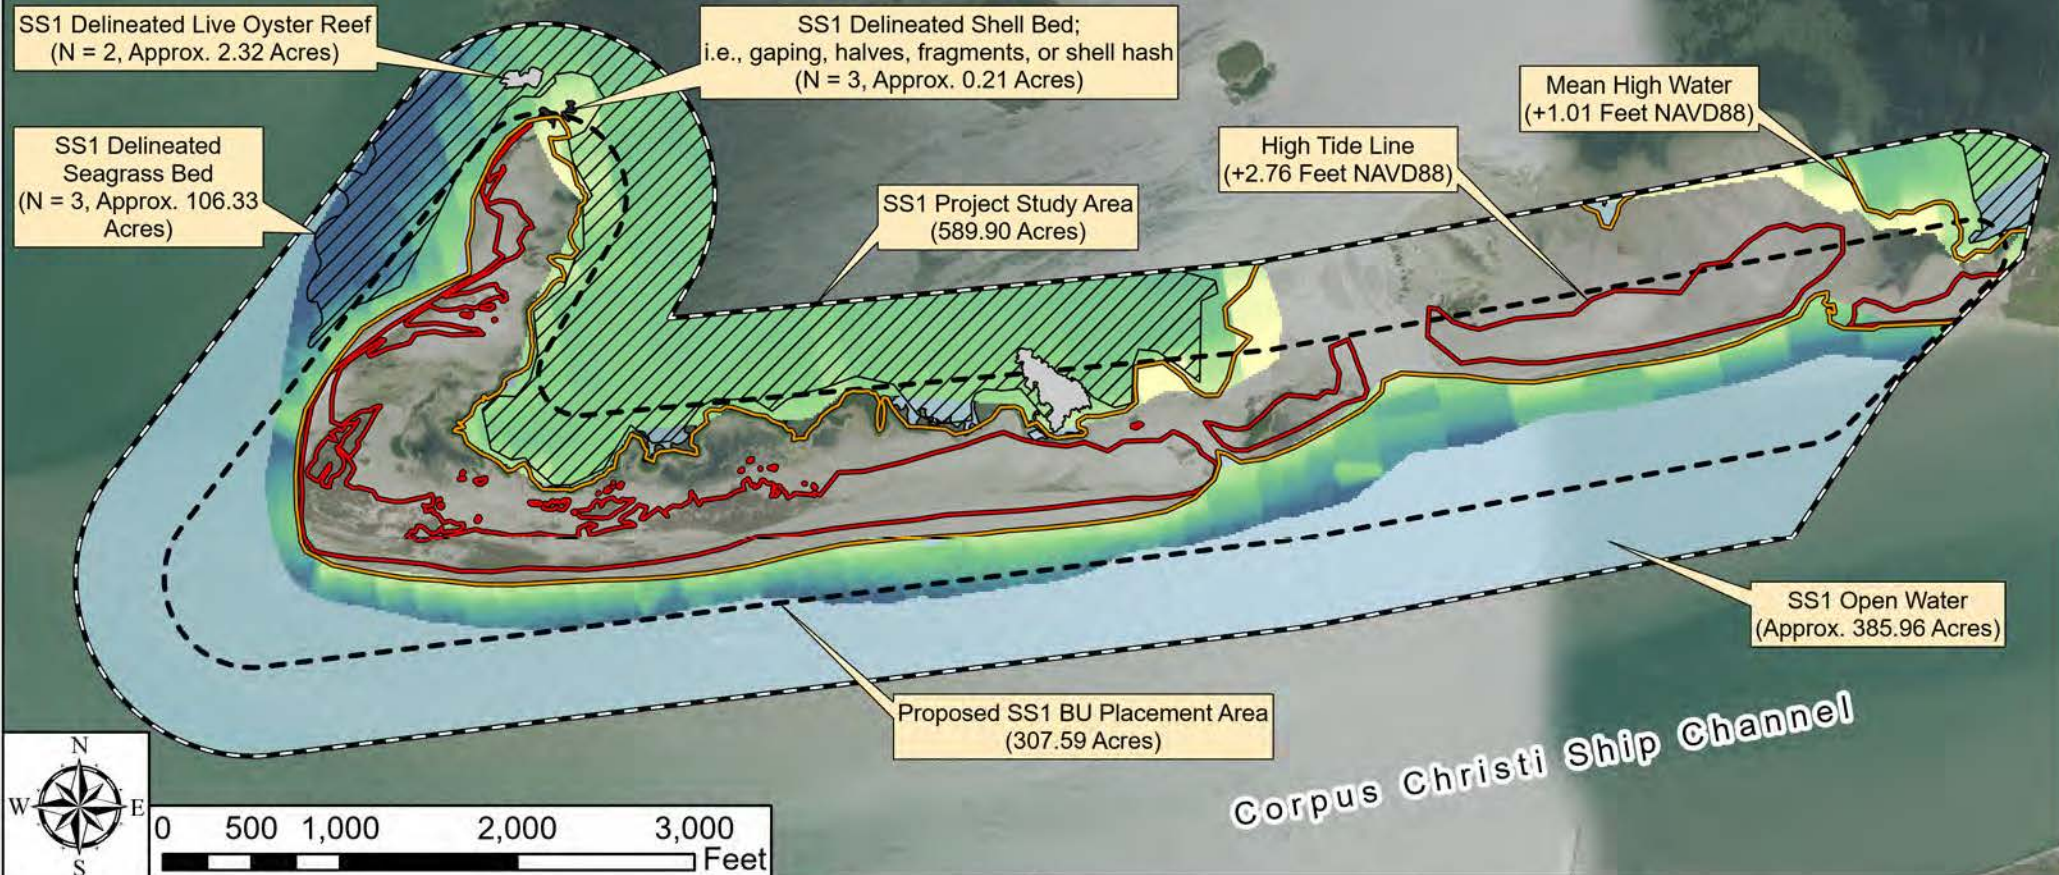 SS1 Delineated Live Oyster Reef
(N = 2, Approx. 2.32 Acres)
SS1 Delineated Shell Bed;
i.e., gaping, halves, fragments, or shell hash
(N = 3, Approx. 0.21 Acres)
Mean High Water
(+1.01 Feet NAVD88)
SS1 Delineated
Seagrass Bed
(N = 3, Approx. 106.33
Acres)
High Tide Line
(+2.76 Feet NAVD88)
SS1 Project Study Area
(589.90 Acres)
SS1 Open Water
(Approx. 385.96 Acres)
Proposed SS1 BU Placement Area
(307.59 Acres)
Corpus Christi Ship Channel
N
W E
S
0 500 1,000 2,000 3,000
Feet